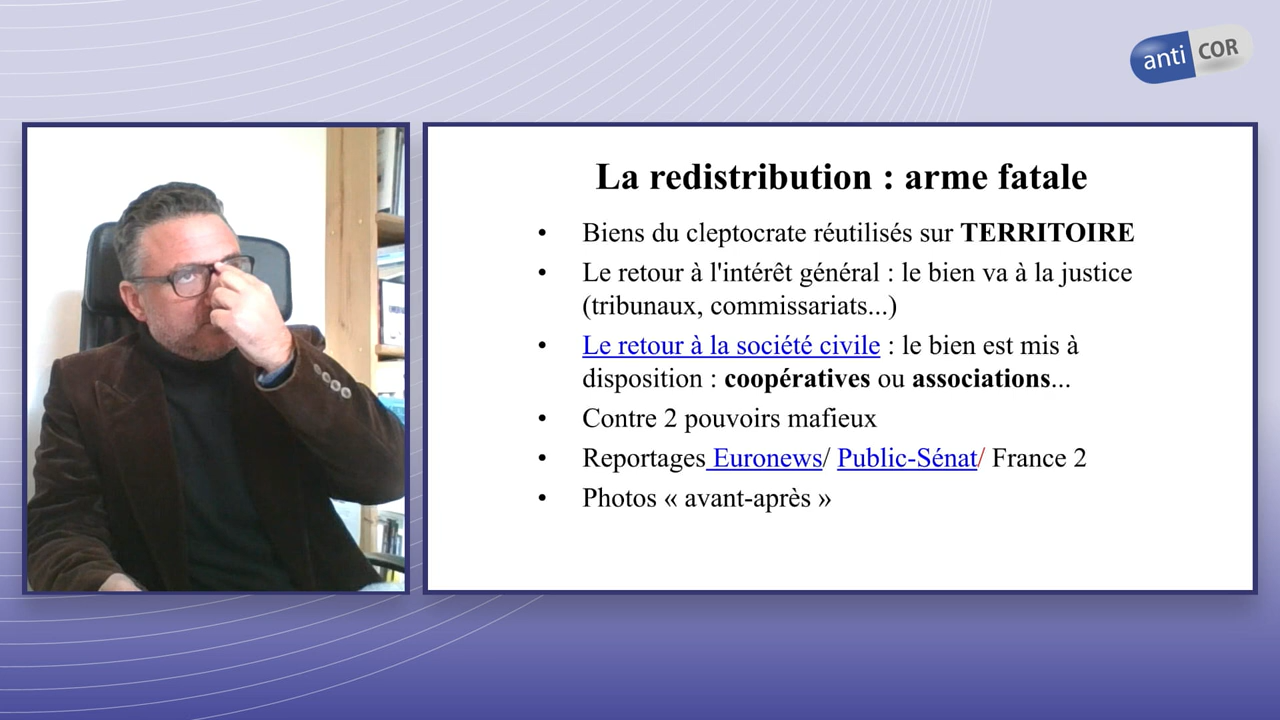 anti COR
La redistribution : arme fatale
• Biens du cleptocrate réutilisés sur TERRITOIRE
• Le retour à l'intérêt général : le bien va à la justice
(tribunaux, commissariats...)
• Le retour à la société civile : le bien est mis à
disposition : coopératives ou associations...
• Contre 2 pouvoirs mafieux
• Reportages Euronews/ Public-Sénat/ France 2
• Photos « avant-après »